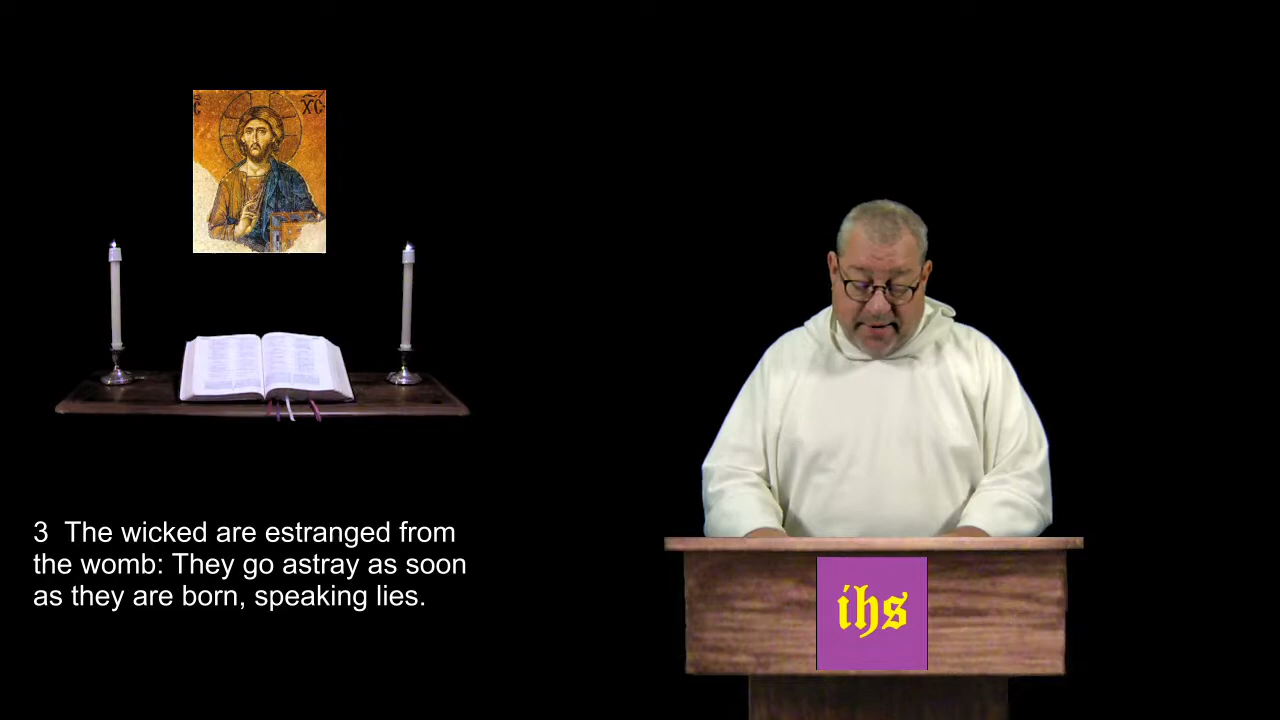 XC
3 The wicked are estranged from
the womb: They go astray as soon
as they are born, speaking lies.
ihs